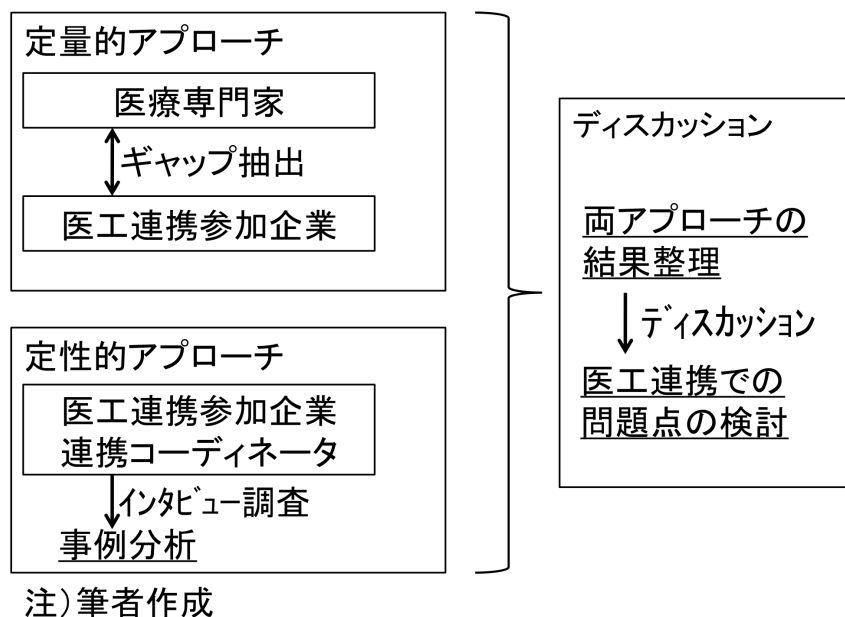 定量的アプローチ
医療専門家
ギャップ抽出
医工連携参加企業
定性的アプローチ
医工連携参加企業
連携コーディネータ
インタビュー調査
事例分析
ディスカッション
両アプローチの
結果整理
ディスカッション
医工連携での
問題点の検討
注）筆者作成